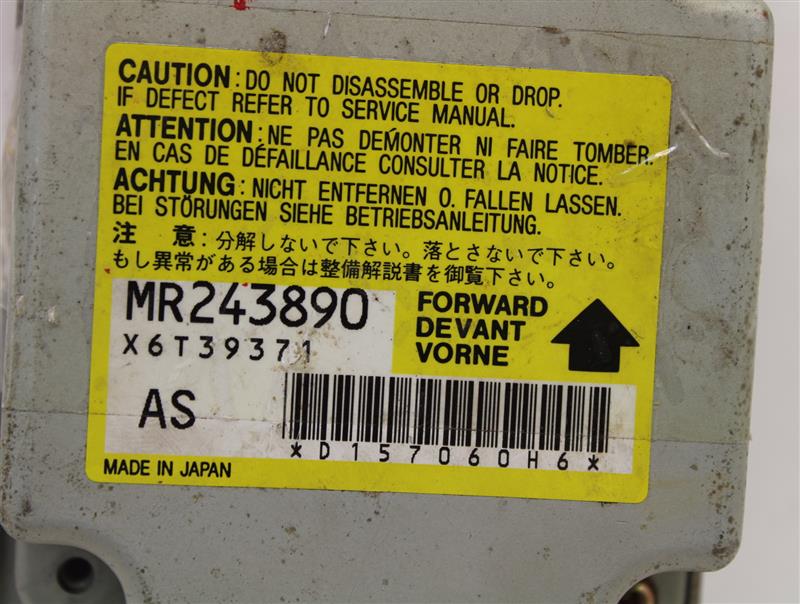 CAUTION: DO NOT DISASSEMBLE OR DROP.
IF DEFECT REFER TO SERVICE MANUAL.
ATTENTION: NE PAS DÉMONTER NI FAIRE TOMBER.
EN CAS DE DÉFAILLANCE CONSULTER LA NOTICE.
ACHTUNG: NICHT ENTFERNEN O. FALLEN LASSEN.
BEI STÖRUNGEN SIEHE BETRIEBSANLEITUNG.
注 意: 分解しないで下さい。落とさないで下さい。
もし異常がある場合は整備解説書を御覧下さい。
MR243890
X6T39371
FORWARD
DEVANT
VORNE
AS
*D157060H6*
MADE IN JAPAN